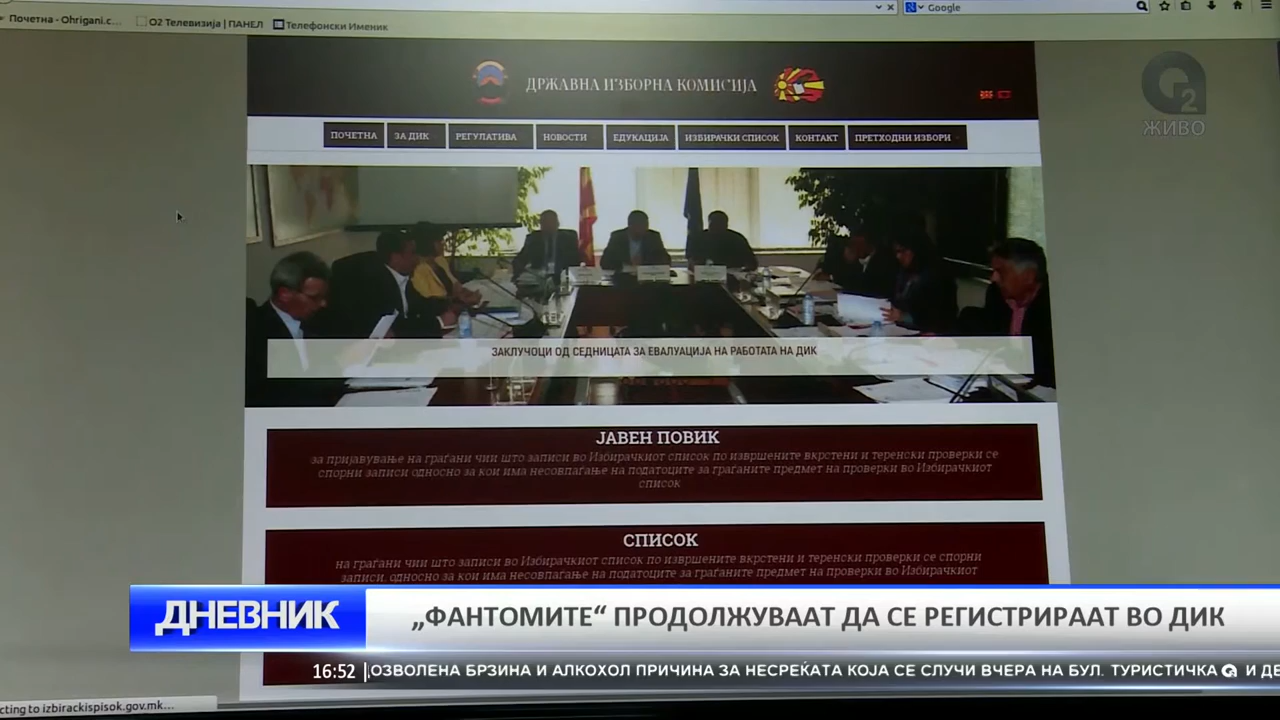 Почетна - Ohrigani.c...
O2 Телевизија | ПАНЕЛ
Телефонски Именик
Google
ДРЖАВНА ИЗБОРНА КОМИСИЈА
2
ЖИВО
ПОЧЕТНА
ЗА ДИК
РЕГУЛАТИВА
НОВОСТИ
ЕДУКАЦИЈА
ИЗБИРАЧКИ СПИСОК
КОНТАКТ
ПРЕТХОДНИ ИЗБОРИ
ЗАКЛУЧОЦИ ОД СЕДНИЦАТА ЗА ЕВАЛУАЦИЈА НА РАБОТАТА НА ДИК
ЈАВЕН ПОВИК
за пријавување на граѓани чии што записи во Избирачкиот список по извршените вкрстени и теренски проверки се
спорни записи односно за кои има несовпаѓање на податоците за граѓаните предмет на проверки во Избирачкиот
список
СПИСОК
на граѓани чии што записи во Избирачкиот список по извршените вкрстени и теренски проверки се спорни
записи, односно за кои има несовпаѓање на податоците за граѓаните предмет на проверки во Избирачкиот
ДНЕВНИК
„ФАНТОМИТЕ“ ПРОДОЛЖУВААТ ДА СЕ РЕГИСТРИРААТ ВО ДИК
16:52
ОЗВОЛЕНА БРЗИНА И АЛКОХОЛ ПРИЧИНА ЗА НЕСРЕЌАТА КОЈА СЕ СЛУЧИ ВЧЕРА НА БУЛ. ТУРИСТИЧКА И ДЕ
cting to izbirackispisok.gov.mk...